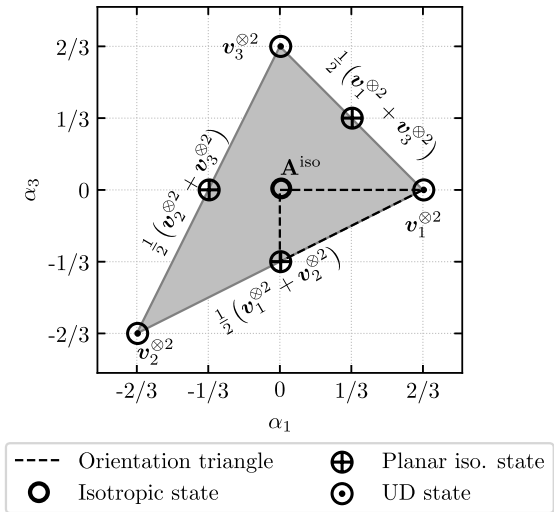 α₃
2/3
1/3
0
-1/3
-2/3
v₃^⊗2
½(v₁^⊗2 + v₃^⊗2)
A^iso
½(v₂^⊗2 + v₃^⊗2)
v₁^⊗2
½(v₁^⊗2 + v₂^⊗2)
v₂^⊗2
-2/3 -1/3 0 1/3 2/3
α₁
Orientation triangle
Planar iso. state
Isotropic state
UD state